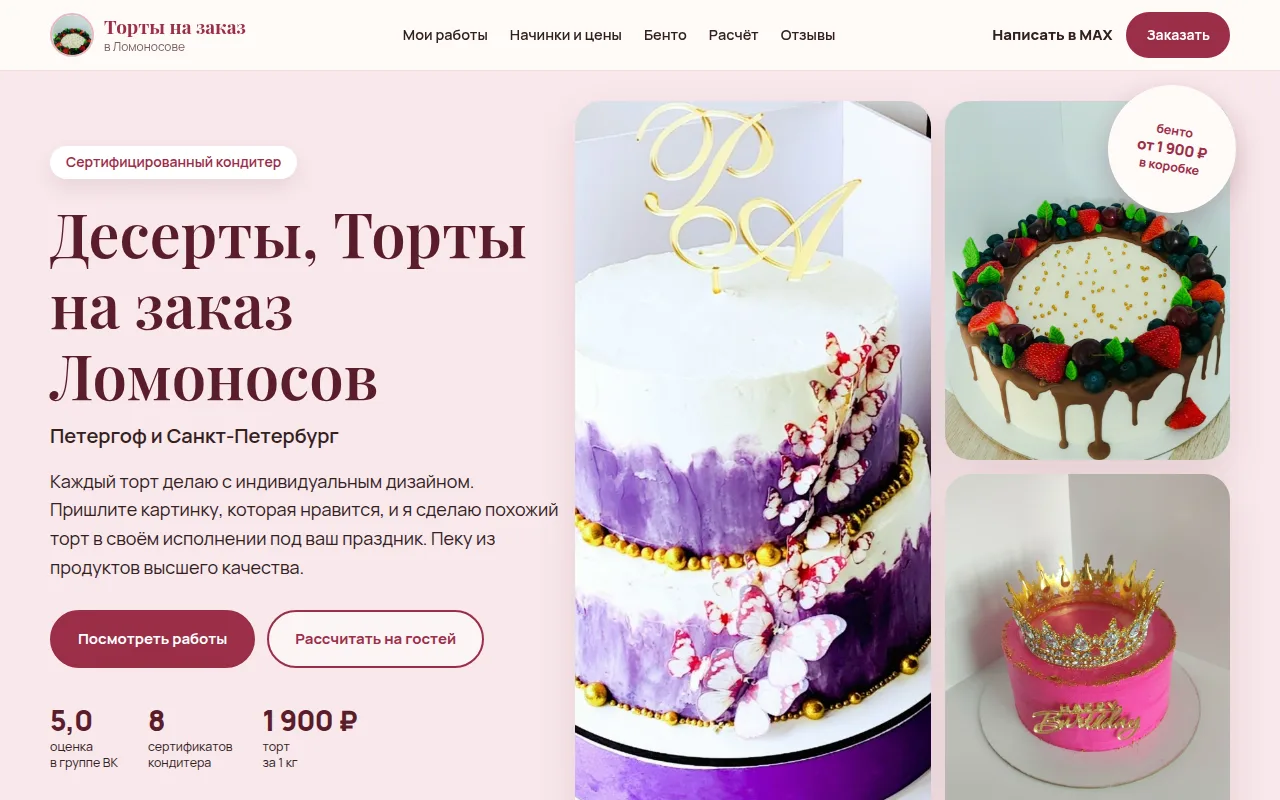 Торты на заказ
в Ломоносове
Мои работы
Начинки и цены
Бенто
Расчёт
Отзывы
Написать в MAX
Заказать
Сертифицированный кондитер
Десерты, Торты
на заказ
Ломоносов
Петергоф и Санкт-Петербург
Каждый торт делаю с индивидуальным дизайном.
Пришлите картинку, которая нравится, и я сделаю похожий
торт в своём исполнении под ваш праздник. Пеку из
продуктов высшего качества.
Посмотреть работы
Рассчитать на гостей
5,0
оценка
в группе ВК
8
сертификатов
кондитера
1 900 ₽
торт
за 1 кг
Р
А
бенто
от 1 900 ₽
в коробке
HAPPY
Birthday